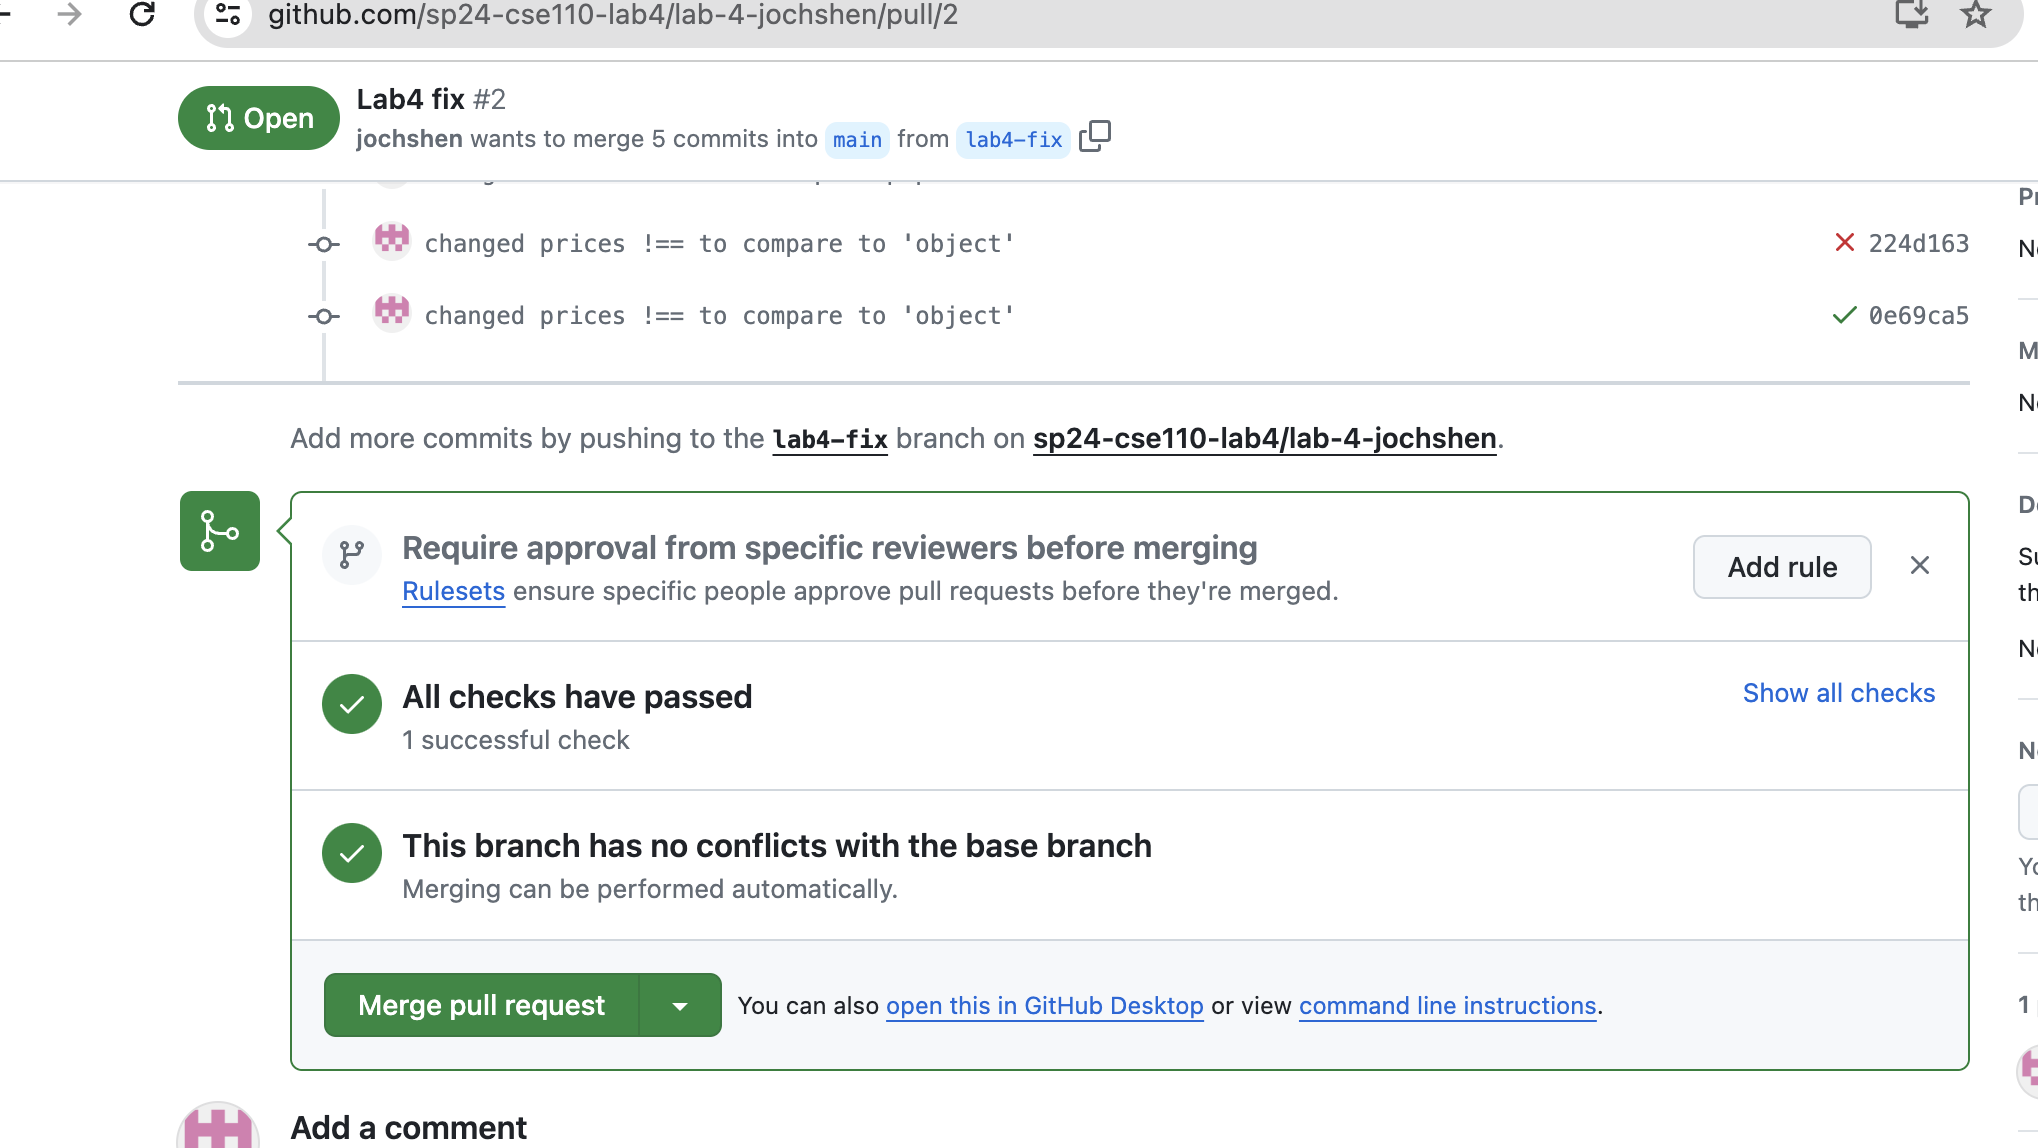 github.com/sp24-cse110-lab4/lab-4-jochshen/pull/2
Open
Lab4 fix #2
jochshen wants to merge 5 commits into main from lab4-fix
changed prices !== to compare to 'object'
224d163
changed prices !== to compare to 'object'
0e69ca5
Add more commits by pushing to the lab4-fix branch on sp24-cse110-lab4/lab-4-jochshen.
Require approval from specific reviewers before merging
Rulesets ensure specific people approve pull requests before they're merged.
Add rule
All checks have passed
1 successful check
Show all checks
This branch has no conflicts with the base branch
Merging can be performed automatically.
Merge pull request
You can also open this in GitHub Desktop or view command line instructions.
Add a comment